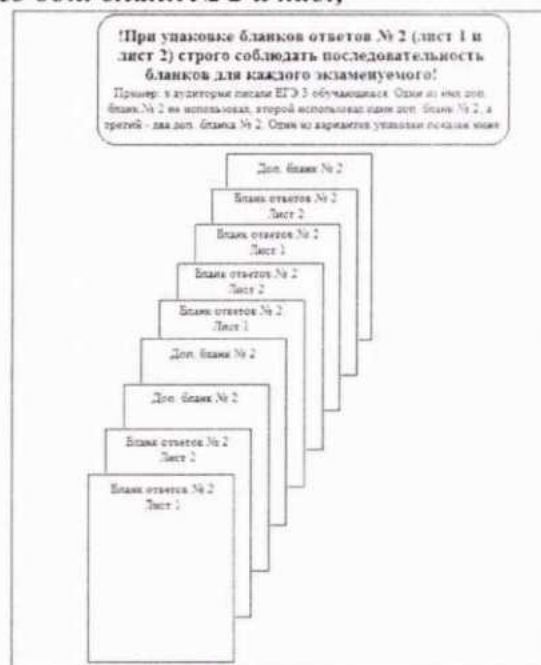 !При упаковке бланков ответов № 2 (лист 1 и
лист 2) строго соблюдать последовательность
бланков для каждого экзаменуемого!
Пример: в аудитории писали ЕГЭ 3 обучающихся. Один из них доп.
бланк № 2 не использовал, второй использовал один доп. бланк № 2, а
третий - два доп. бланка № 2. Один из вариантов упаковки показан ниже
Доп. бланк № 2
Бланк ответов № 2
Лист 2
Бланк ответов № 2
Лист 1
Бланк ответов № 2
Лист 2
Бланк ответов № 2
Лист 1
Доп. бланк № 2
Доп. бланк № 2
Бланк ответов № 2
Лист 2
Бланк ответов № 2
Лист 1